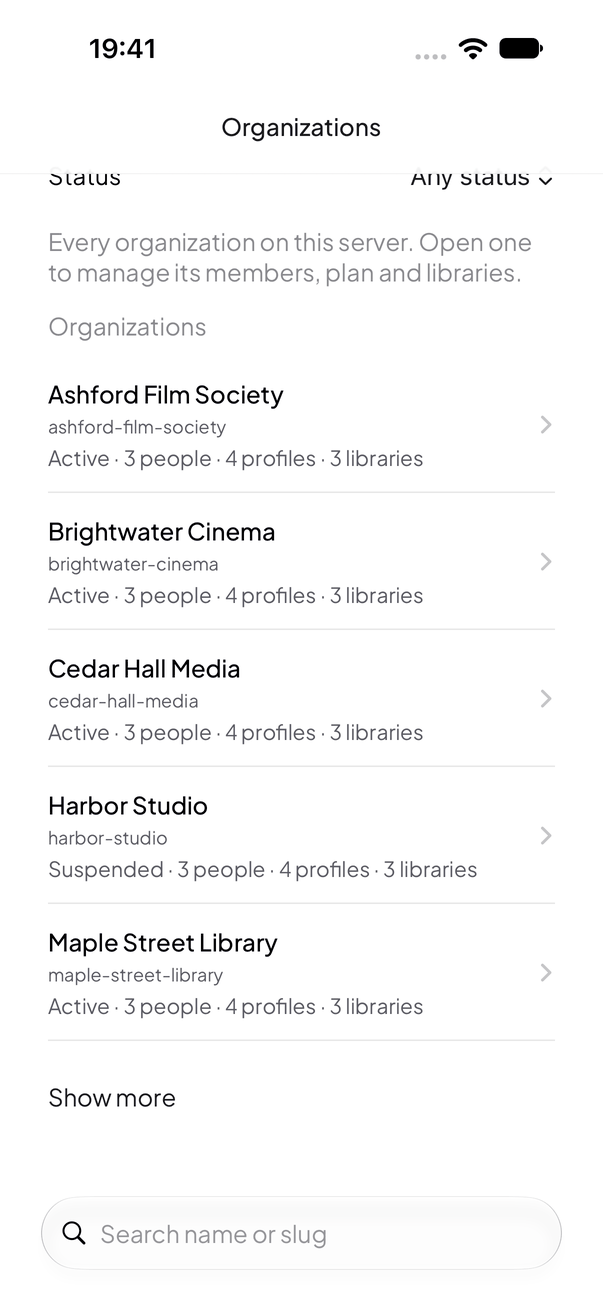 19:41
Organizations
Status
Any status
Every organization on this server. Open one
to manage its members, plan and libraries.
Organizations
Ashford Film Society
ashford-film-society
Active · 3 people · 4 profiles · 3 libraries
Brightwater Cinema
brightwater-cinema
Active · 3 people · 4 profiles · 3 libraries
Cedar Hall Media
cedar-hall-media
Active · 3 people · 4 profiles · 3 libraries
Harbor Studio
harbor-studio
Suspended · 3 people · 4 profiles · 3 libraries
Maple Street Library
maple-street-library
Active · 3 people · 4 profiles · 3 libraries
Show more
Search name or slug